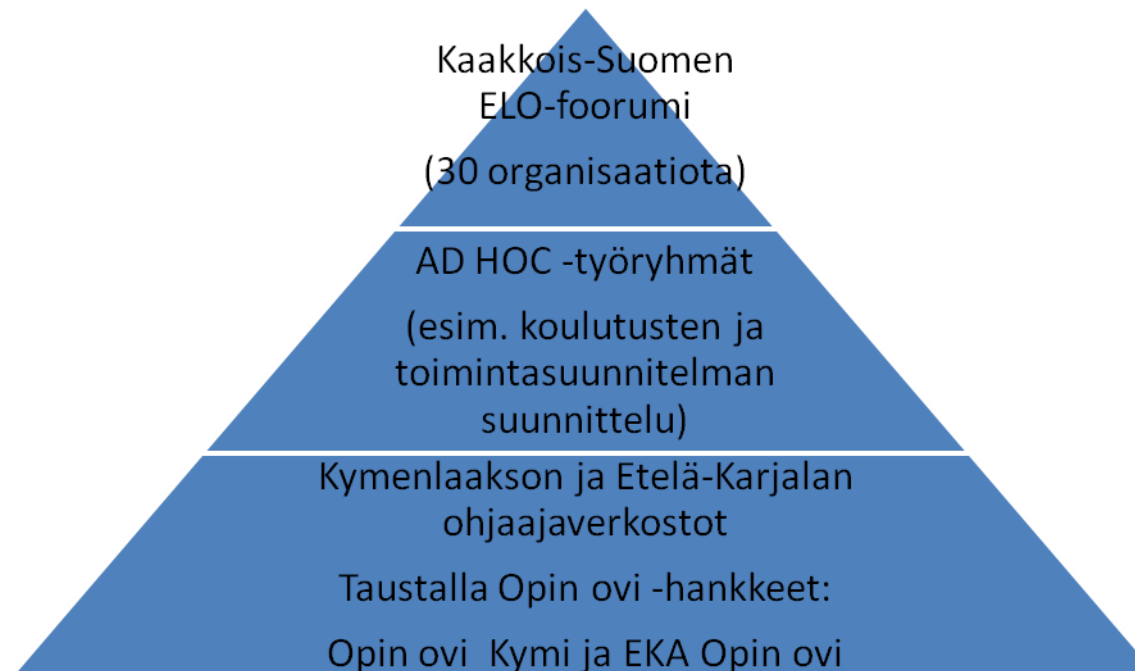 Kaakkois-Suomen
ELO-foorumi
(30 organisaatiota)
AD HOC -työryhmät
(esim. koulutusten ja
toimintasuunnitelman
suunnittelu)
Kymenlaakson ja Etelä-Karjalan
ohjaajaverkostot
Taustalla Opin ovi -hankkeet:
Opin ovi  Kymi ja EKA Opin ovi